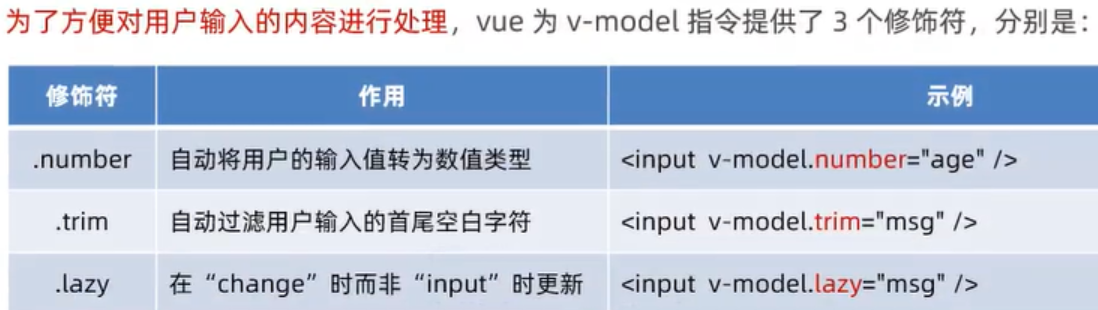 为了方便对用户输入的内容进行处理，vue 为 v-model 指令提供了 3 个修饰符，分别是：
修饰符 作用 示例
.number 自动将用户的输入值转为数值类型 <input v-model.number="age" />
.trim 自动过滤用户输入的首尾空白字符 <input v-model.trim="msg" />
.lazy 在“change”时而非“input”时更新 <input v-model.lazy="msg" />